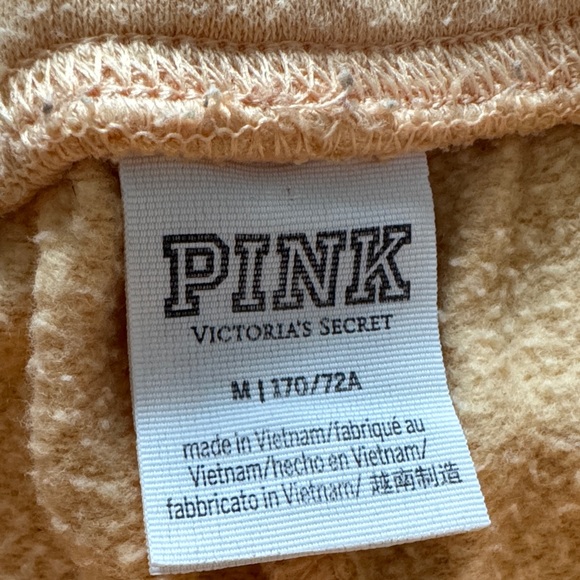 PINK
VICTORIA'S SECRET
M | 170/72A
made in Vietnam/fabriqué au
Vietnam/hecho en Vietnam/
fabbricato in Vietnam/ 越南制造